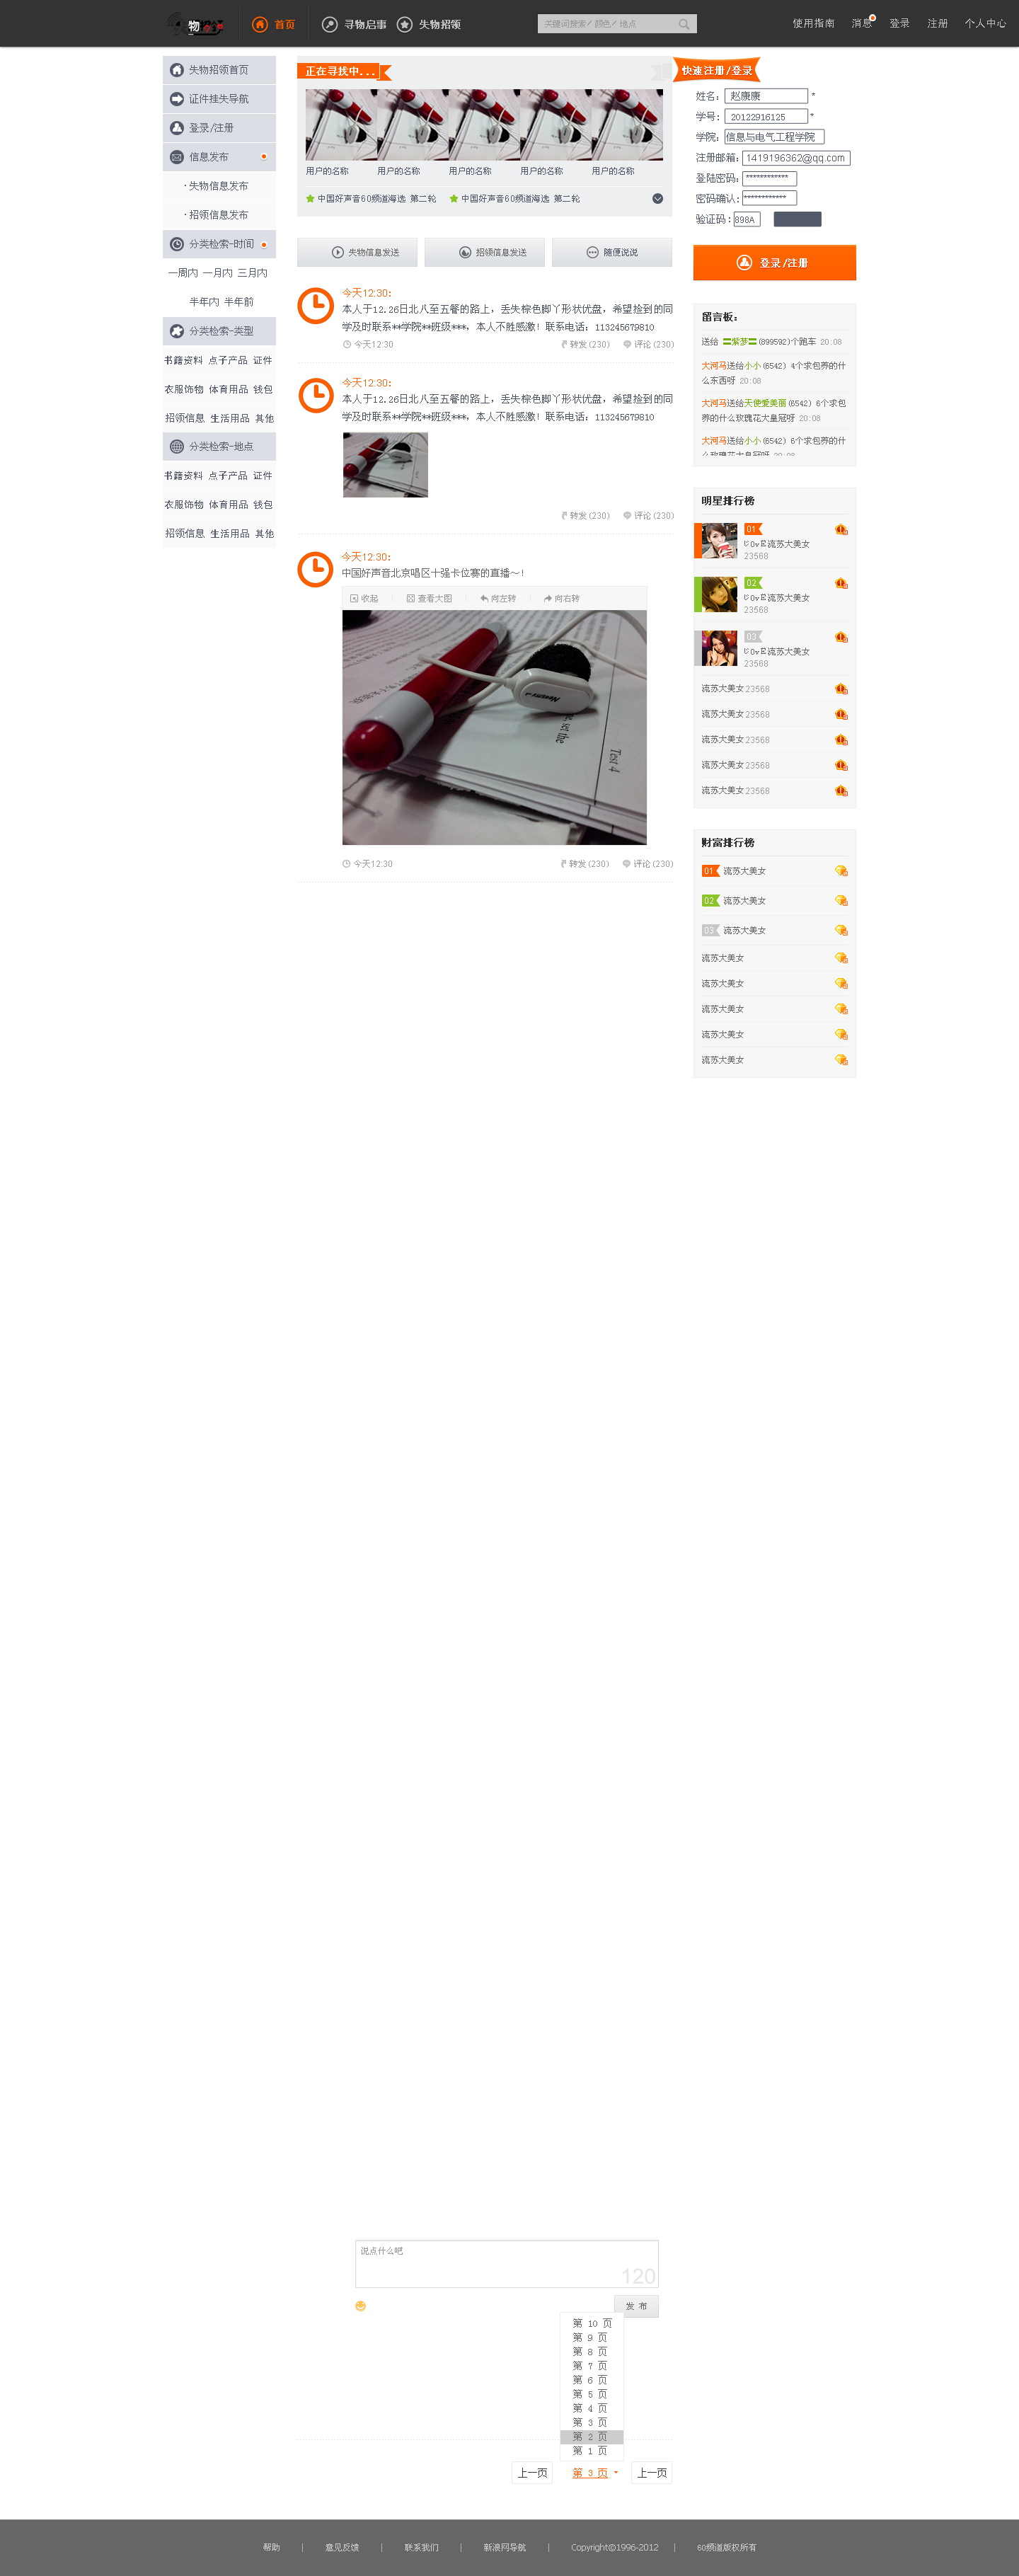 物
首页
寻物启事
失物招领
关键词搜索/ 颜色/ 地点
使用指南 消息 登录 注册 个人中心
失物招领首页
证件挂失导航
登录/注册
信息发布
·失物信息发布
·招领信息发布
分类检索-时间
一周内 一月内 三月内
半年内 半年前
分类检索-类型
书籍资料 点子产品 证件
衣服饰物 体育用品 钱包
招领信息 生活用品 其他
分类检索-地点
书籍资料 点子产品 证件
衣服饰物 体育用品 钱包
招领信息 生活用品 其他
正在寻扰中...
用户的名称 用户的名称 用户的名称 用户的名称 用户的名称
中国好声音60频道海选 第二轮 中国好声音60频道海选 第二轮
失物信息发送 招领信息发送 随便说说
今天12:30:
本人于12.26日北八至五餐的路上,丢失棕色脚丫形状优盘,希望捡到的同
学及时联系**学院**班级***,本人不胜感激!联系电话:113245679810
今天12:30 转发(230) 评论(230)
今天12:30:
本人于12.26日北八至五餐的路上,丢失棕色脚丫形状优盘,希望捡到的同
学及时联系**学院**班级***,本人不胜感激!联系电话:113245679810
转发(230) 评论(230)
今天12:30:
中国好声音北京唱区十强卡位赛的直播~!
收起 查看大图 向左转 向右转
Test 4
今天12:30 转发(230) 评论(230)
快速注册/登录
姓名: 赵康康 *
学号: 20122916125 *
学院: 信息与电气工程学院
注册邮箱: 1419196362@qq.com
登陆密码: ************
密码确认: ************
验证码: 898A
登录/注册
留言板:
送给 〓紫梦〓(899592)个跑车 20:08
大河马送给小小(6542) 4个求包养的什
么东西呀 20:08
大河马送给天使爱美丽(6542) 6个求包
养的什么玫瑰花大皇冠呀 20:08
大河马送给小小(6542) 6个求包养的什
么玫瑰花大皇冠呀 20:08
明星排行榜
01
流苏大美女
23568
02
流苏大美女
23568
03
流苏大美女
23568
流苏大美女23568
流苏大美女23568
流苏大美女23568
流苏大美女23568
流苏大美女23568
财富排行榜
01 流苏大美女
02 流苏大美女
03 流苏大美女
流苏大美女
流苏大美女
流苏大美女
流苏大美女
流苏大美女
说点什么吧
120
发 布
第 10 页
第 9 页
第 8 页
第 7 页
第 6 页
第 5 页
第 4 页
第 3 页
第 2 页
第 1 页
上一页 第 3 页 上一页
帮助 | 意见反馈 | 联系我们 | 新浪网导航 | Copyright©1996-2012 | 60频道版权所有